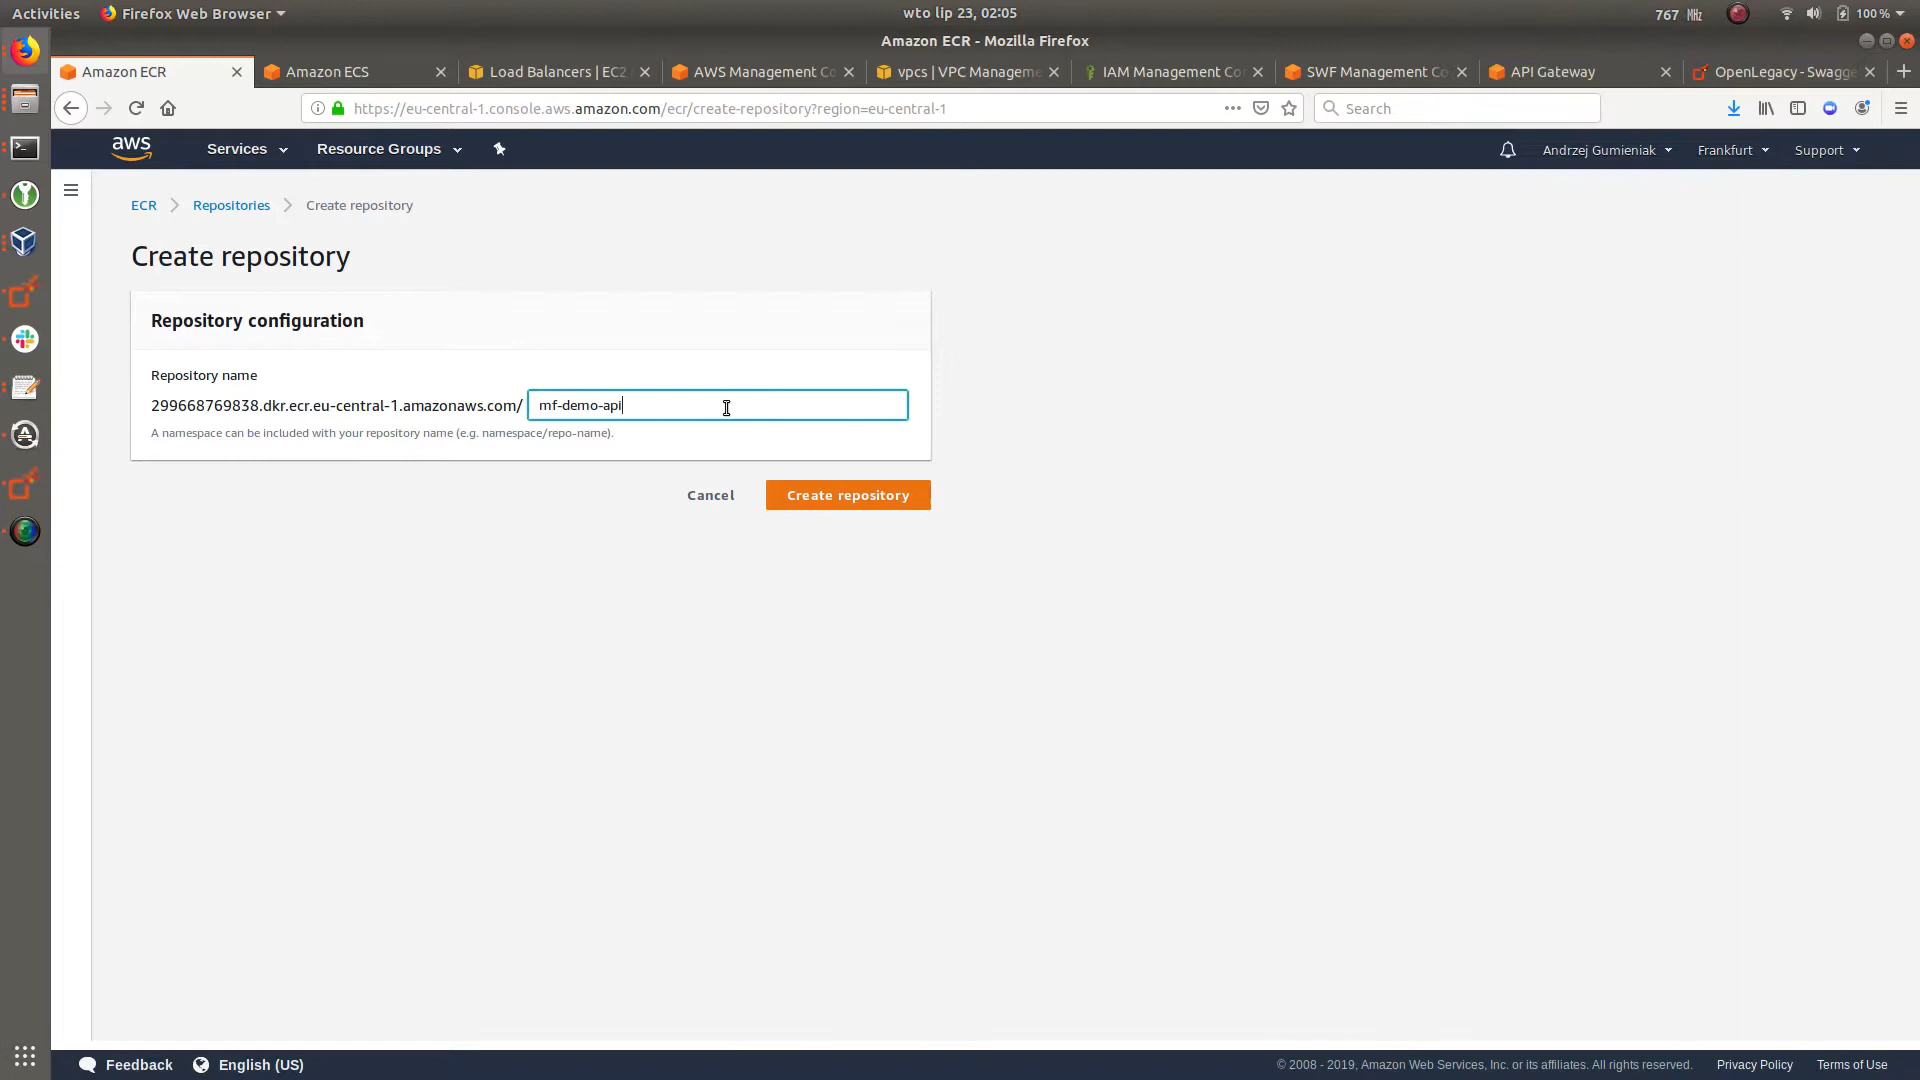 Activities
Firefox Web Browser
wto lip 23, 02:05
767 MHz
100 %
Amazon ECR - Mozilla Firefox
Amazon ECR
Amazon ECS
Load Balancers | EC2
AWS Management Co
vpcs | VPC Managem
IAM Management Con
SWF Management Co
API Gateway
OpenLegacy - Swagge
https://eu-central-1.console.aws.amazon.com/ecr/create-repository?region=eu-central-1
Search
aws
Services
Resource Groups
Andrzej Gumieniak
Frankfurt
Support
ECR
Repositories
Create repository
Create repository
Repository configuration
Repository name
299668769838.dkr.ecr.eu-central-1.amazonaws.com/
mf-demo-api
A namespace can be included with your repository name (e.g. namespace/repo-name).
Cancel
Create repository
Feedback
English (US)
© 2008 - 2019, Amazon Web Services, Inc. or its affiliates. All rights reserved.
Privacy Policy
Terms of Use